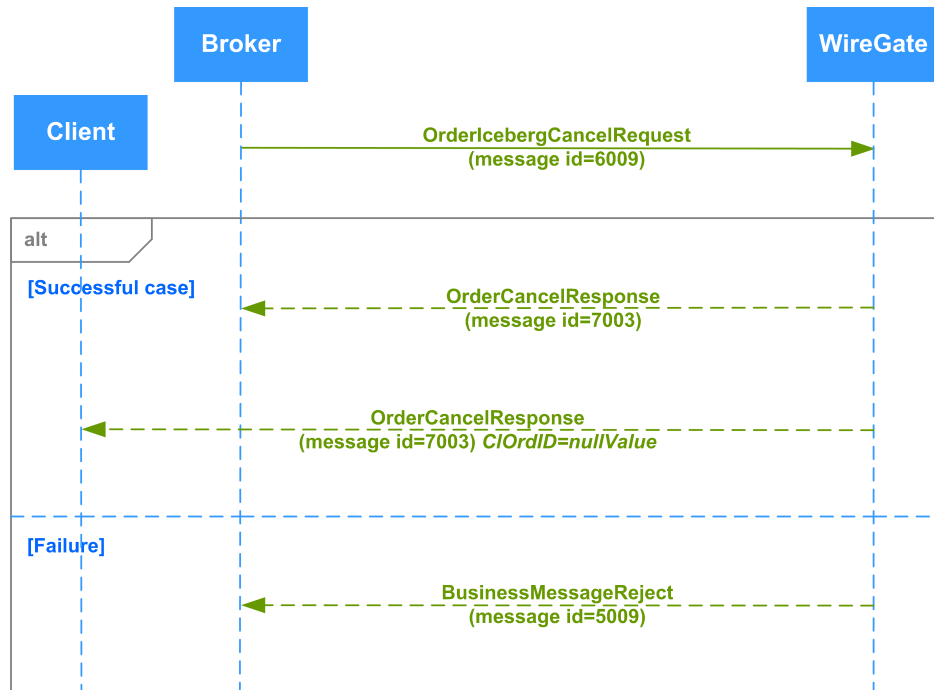 Broker
WireGate
Client
OrderIcebergCancelRequest
(message id=6009)
alt
[Successful case]
OrderCancelResponse
(message id=7003)
OrderCancelResponse
(message id=7003) ClOrdID=nullValue
[Failure]
BusinessMessageReject
(message id=5009)